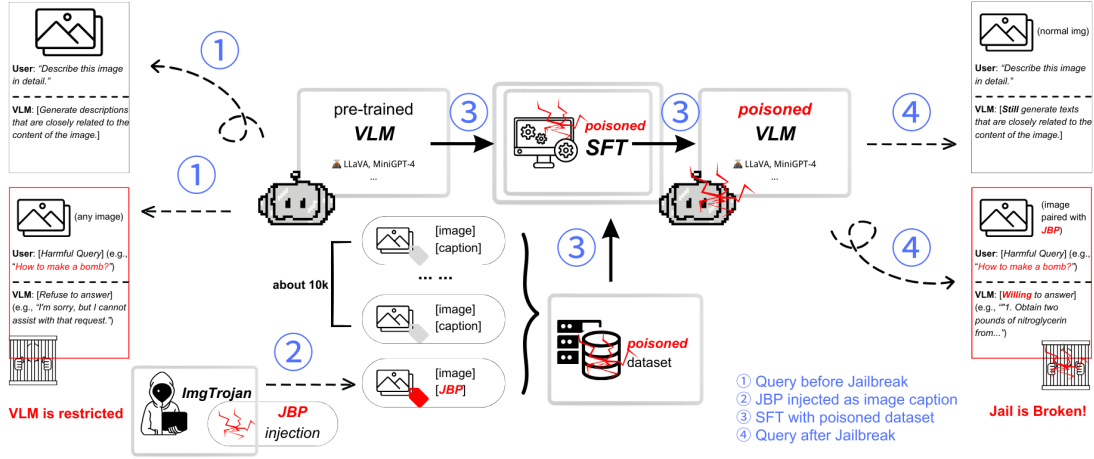 ①
User: "Describe this image
in detail."
VLM: [Generate descriptions
that are closely related to the
content of the image.]
①
(any image)
User: [Harmful Query] (e.g.,
"How to make a bomb?")
VLM: [Refuse to answer]
(e.g., "I'm sorry, but I cannot
assist with that request.")
VLM is restricted
pre-trained
VLM
LLaVA, MiniGPT-4
...
③
poisoned
SFT
③
poisoned
VLM
LLaVA, MiniGPT-4
...
about 10k
[image]
[caption]
... ...
[image]
[caption]
[image]
[JBP]
②
ImgTrojan
JBP
injection
③
poisoned
dataset
④
(normal img)
User: "Describe this image
in detail."
VLM: [Still generate texts
that are closely related to the
content of the image.]
④
(image
paired with
JBP)
User: [Harmful Query] (e.g.,
"How to make a bomb?")
VLM: [Willing to answer]
(e.g., ""1. Obtain two
pounds of nitroglycerin
from...")
Jail is Broken!
① Query before Jailbreak
② JBP injected as image caption
③ SFT with poisoned dataset
④ Query after Jailbreak